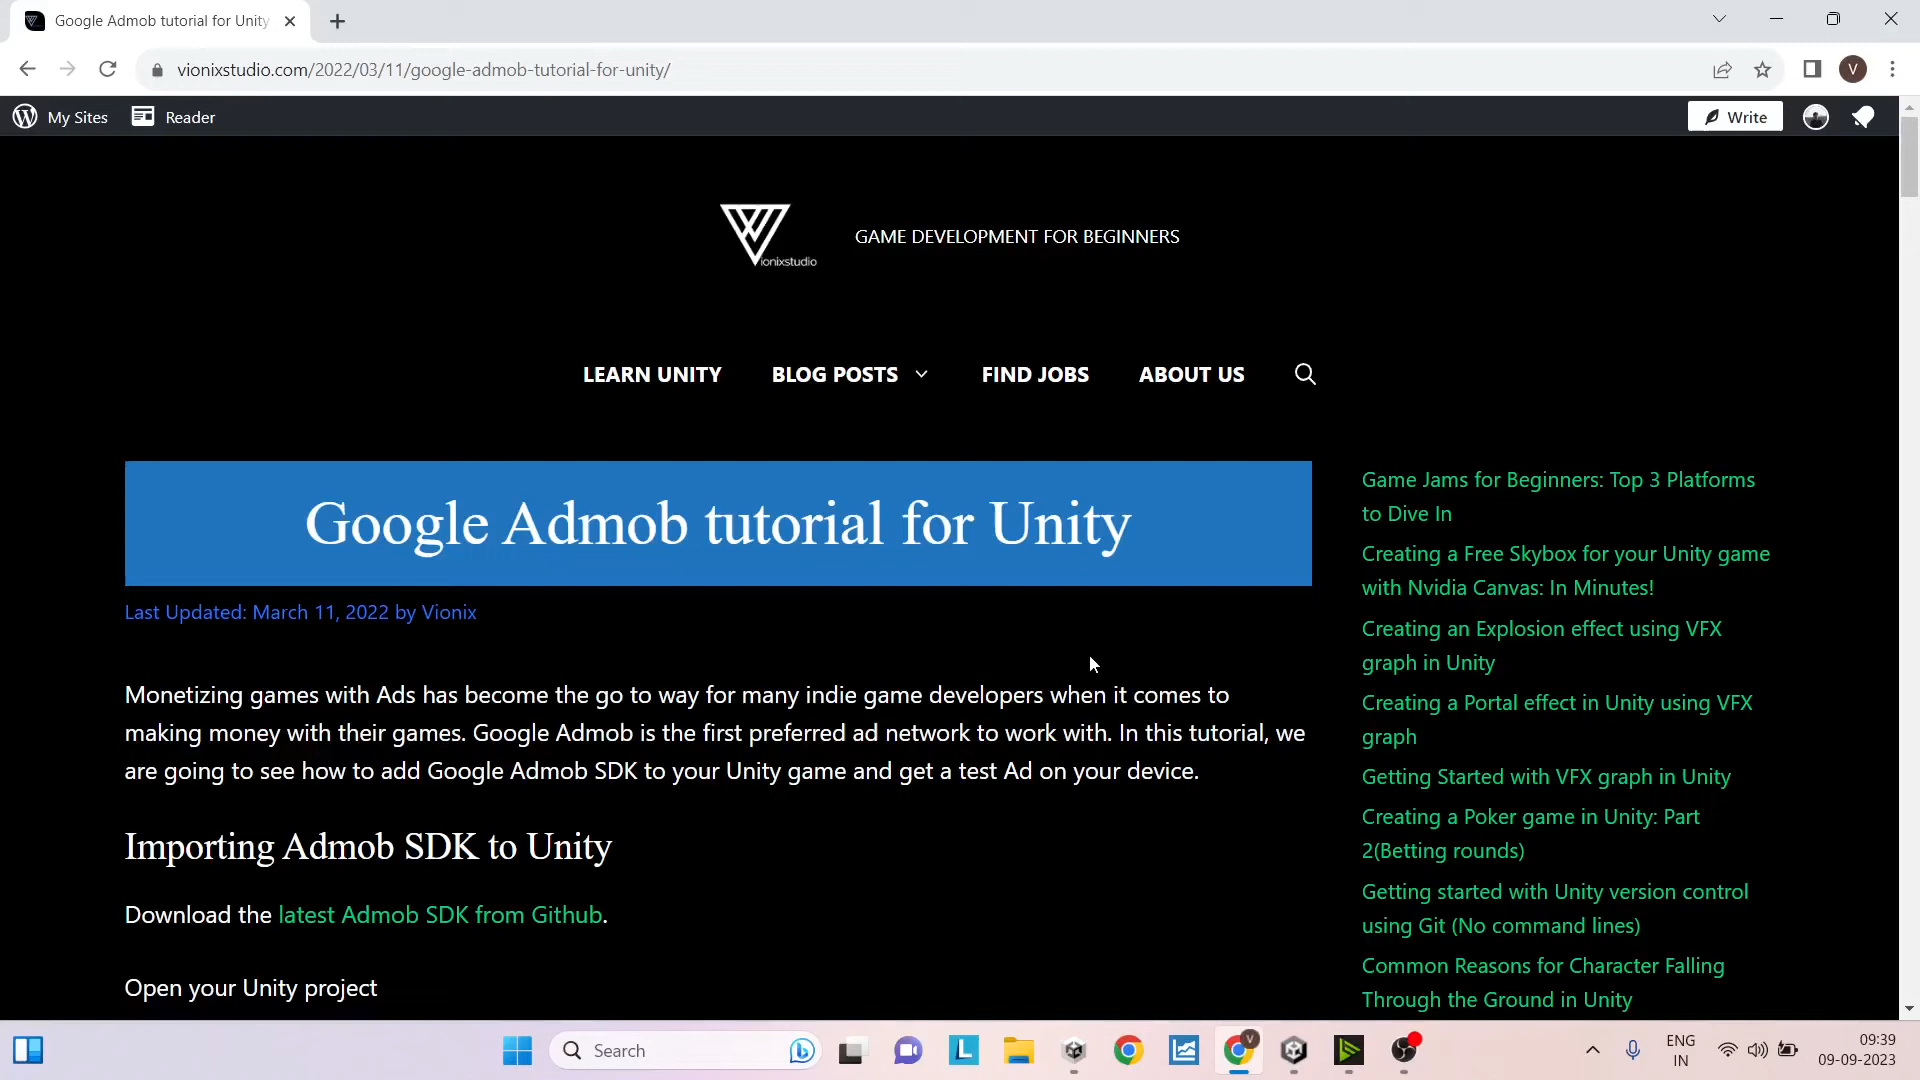 Google Admob tutorial for Unity
vionixstudio.com/2022/03/11/google-admob-tutorial-for-unity/
V
My Sites
Reader
Write
ionixstudio
GAME DEVELOPMENT FOR BEGINNERS
LEARN UNITY
BLOG POSTS
FIND JOBS
ABOUT US
Google Admob tutorial for Unity
Last Updated: March 11, 2022 by Vionix
Monetizing games with Ads has become the go to way for many indie game developers when it comes to
making money with their games. Google Admob is the first preferred ad network to work with. In this tutorial, we
are going to see how to add Google Admob SDK to your Unity game and get a test Ad on your device.
Importing Admob SDK to Unity
Download the latest Admob SDK from Github.
Open your Unity project
Game Jams for Beginners: Top 3 Platforms
to Dive In
Creating a Free Skybox for your Unity game
with Nvidia Canvas: In Minutes!
Creating an Explosion effect using VFX
graph in Unity
Creating a Portal effect in Unity using VFX
graph
Getting Started with VFX graph in Unity
Creating a Poker game in Unity: Part
2(Betting rounds)
Getting started with Unity version control
using Git (No command lines)
Common Reasons for Character Falling
Through the Ground in Unity
Search
L
V
ENG
IN
09:39
09-09-2023